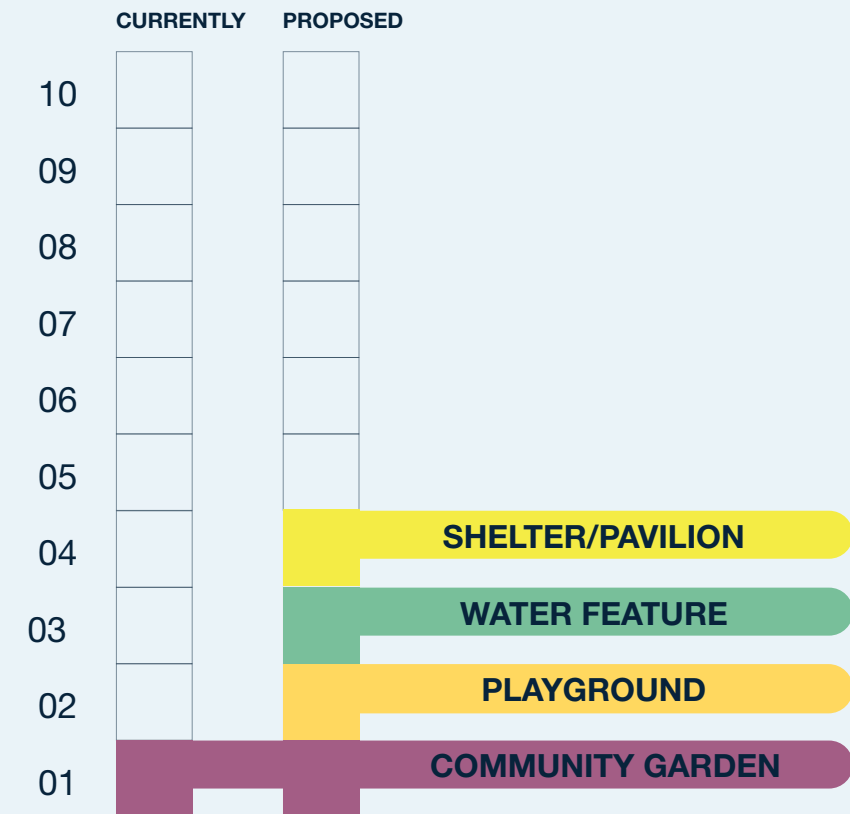 CURRENTLY PROPOSED
10
09
08
07
06
05
04 SHELTER/PAVILION
03 WATER FEATURE
02 PLAYGROUND
01 COMMUNITY GARDEN